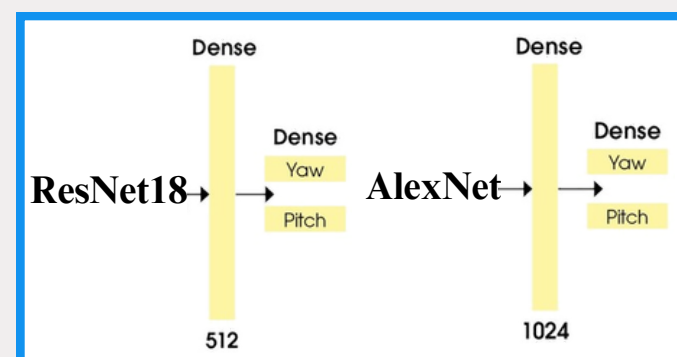 Dense
Dense
Yaw
Pitch
ResNet18
512
Dense
Dense
Yaw
Pitch
AlexNet
1024